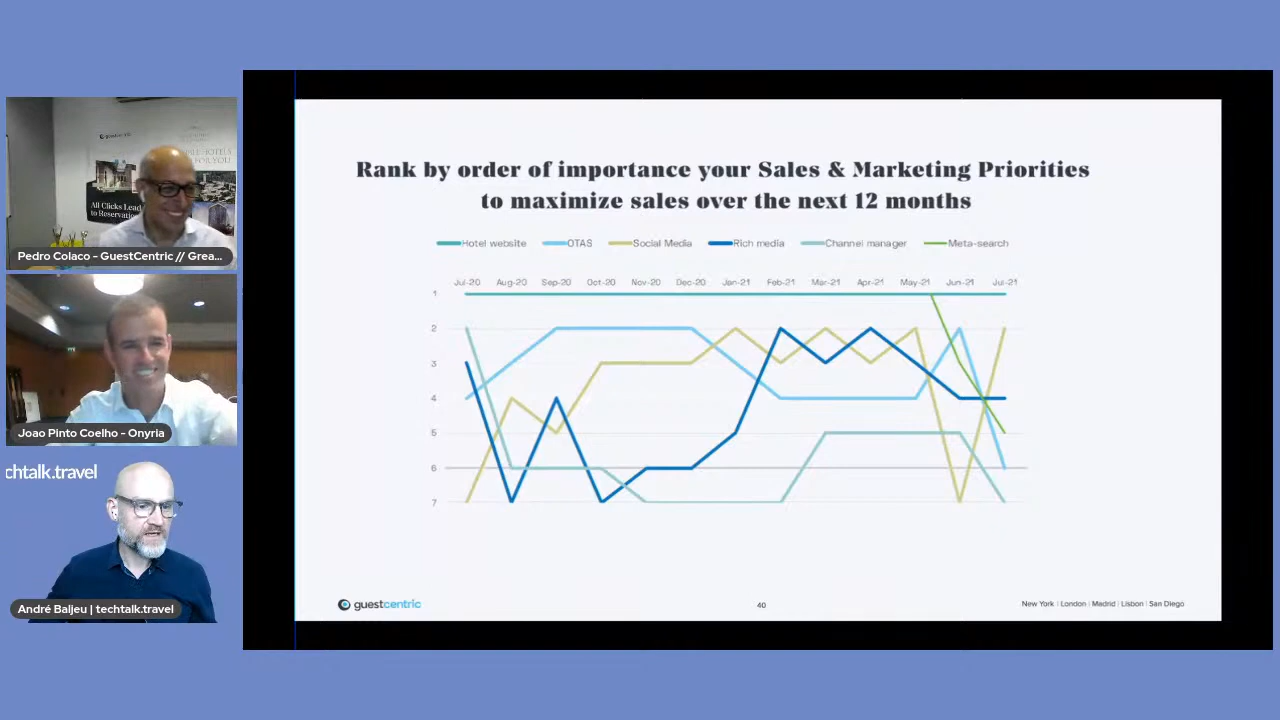 guestcentric
All Clicks Lead
to Reservation
Pedro Colaco - GuestCentric // Grea...
Joao Pinto Coelho - Onyria
chtalk.travel
André Baljeu | techtalk.travel
Rank by order of importance your Sales & Marketing Priorities
to maximize sales over the next 12 months
Hotel website OTAS Social Media Rich media Channel manager Meta-search
Jul-20 Aug-20 Sep-20 Oct-20 Nov-20 Dec-20 Jan-21 Feb-21 Mar-21 Apr-21 May-21 Jun-21 Jul-21
1
2
3
4
5
6
7
guestcentric
40
New York | London | Madrid | Lisbon | San Diego